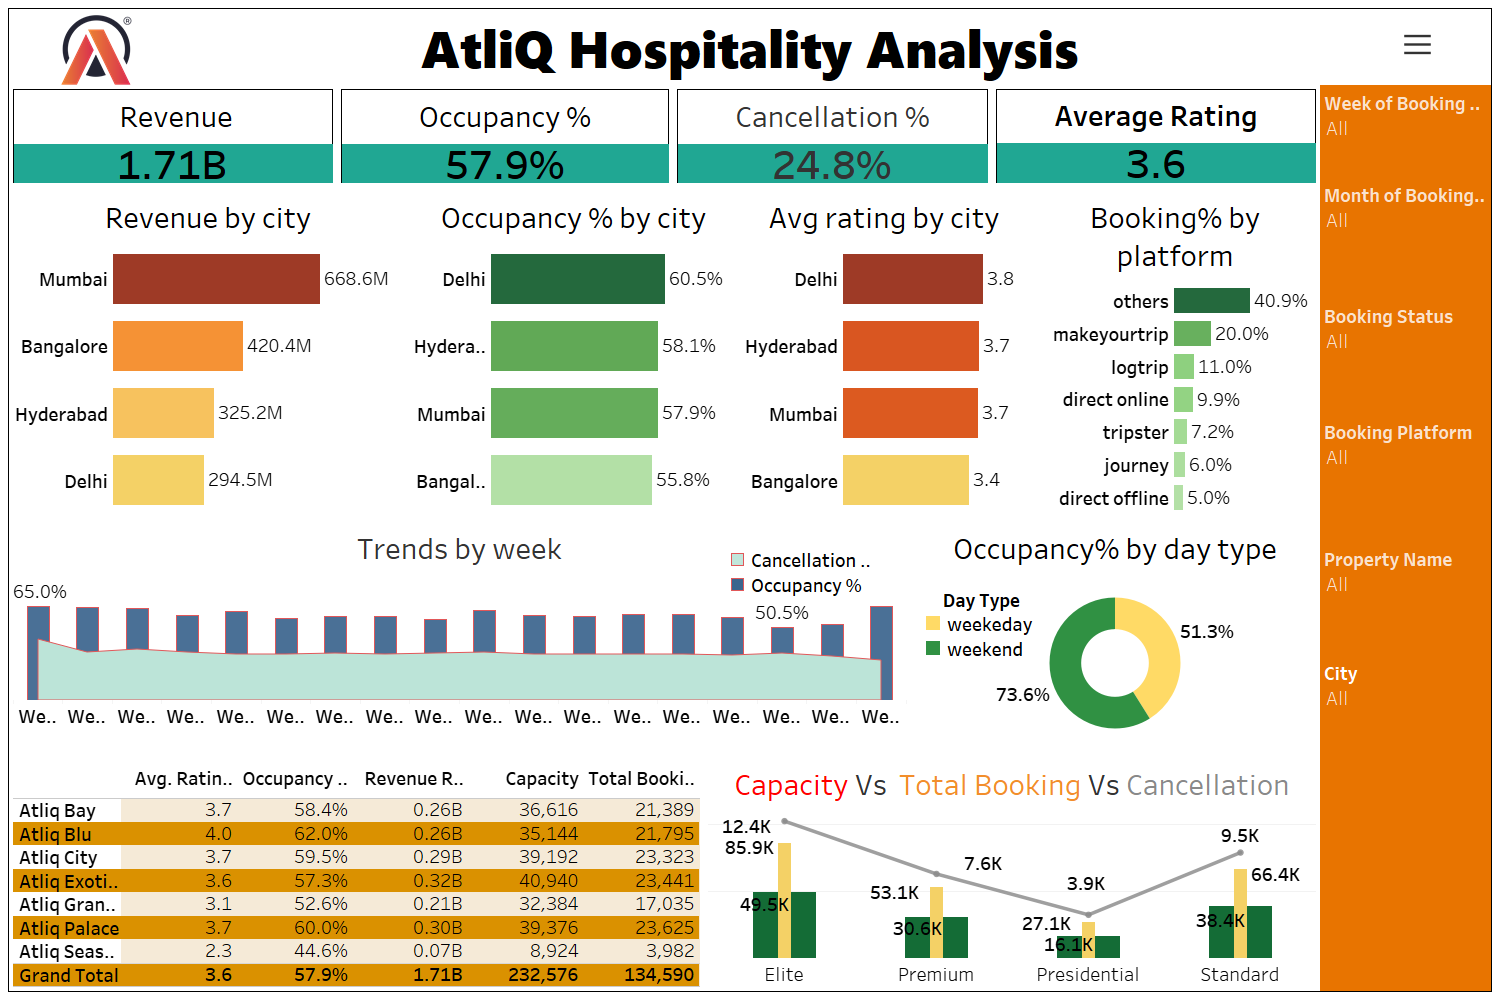 ®
AtliQ Hospitality Analysis
Revenue
1.71B
Occupancy %
57.9%
Cancellation %
24.8%
Average Rating
3.6
Week of Booking ..
All
Month of Booking..
All
Booking Status
All
Booking Platform
All
Property Name
All
City
All
Revenue by city
Mumbai 668.6M
Bangalore 420.4M
Hyderabad 325.2M
Delhi 294.5M
Occupancy % by city
Delhi 60.5%
Hydera.. 58.1%
Mumbai 57.9%
Bangal.. 55.8%
Avg rating by city
Delhi 3.8
Hyderabad 3.7
Mumbai 3.7
Bangalore 3.4
Booking% by
platform
others 40.9%
makeyourtrip 20.0%
logtrip 11.0%
direct online 9.9%
tripster 7.2%
journey 6.0%
direct offline 5.0%
Trends by week
Cancellation ..
Occupancy %
65.0%
50.5%
We.. We.. We.. We.. We.. We.. We.. We.. We.. We.. We.. We.. We.. We.. We.. We.. We.. We..
Occupancy% by day type
Day Type
weekeday
weekend
51.3%
73.6%
Avg. Ratin.. Occupancy .. Revenue R.. Capacity Total Booki..
Atliq Bay 3.7 58.4% 0.26B 36,616 21,389
Atliq Blu 4.0 62.0% 0.26B 35,144 21,795
Atliq City 3.7 59.5% 0.29B 39,192 23,323
Atliq Exoti.. 3.6 57.3% 0.32B 40,940 23,441
Atliq Gran.. 3.1 52.6% 0.21B 32,384 17,035
Atliq Palace 3.7 60.0% 0.30B 39,376 23,625
Atliq Seas.. 2.3 44.6% 0.07B 8,924 3,982
Grand Total 3.6 57.9% 1.71B 232,576 134,590
Capacity Vs Total Booking Vs Cancellation
12.4K
85.9K
49.5K
7.6K
53.1K
30.6K
3.9K
27.1K
16.1K
9.5K
66.4K
38.4K
Elite Premium Presidential Standard